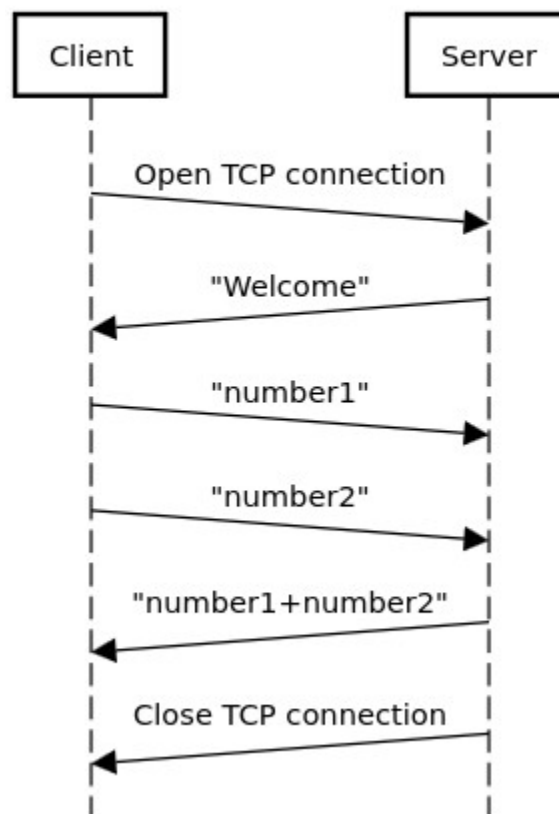 Client
Server
Open TCP connection
"Welcome"
"number1"
"number2"
"number1+number2"
Close TCP connection